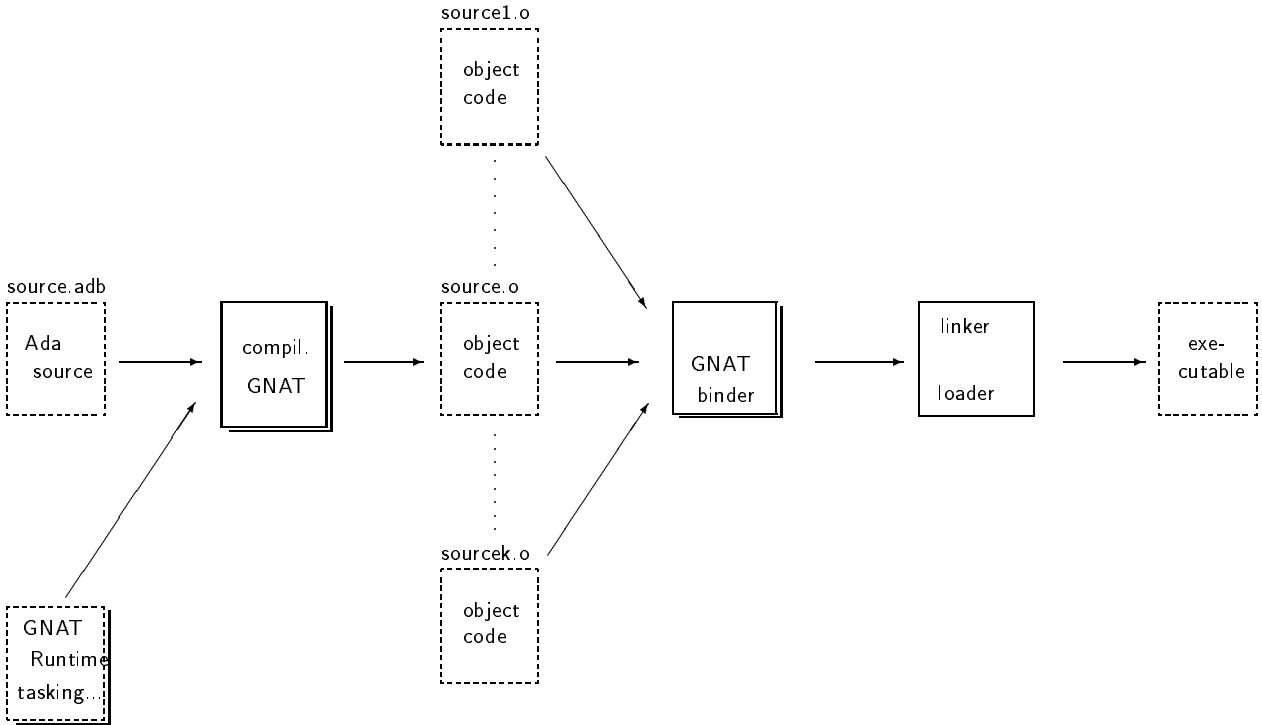 source1.o
object
code
source.adb
Ada
source
compil.
GNAT
source.o
object
code
GNAT
binder
linker
loader
exe-
cutable
sourcek.o
object
code
GNAT
Runtime
tasking...